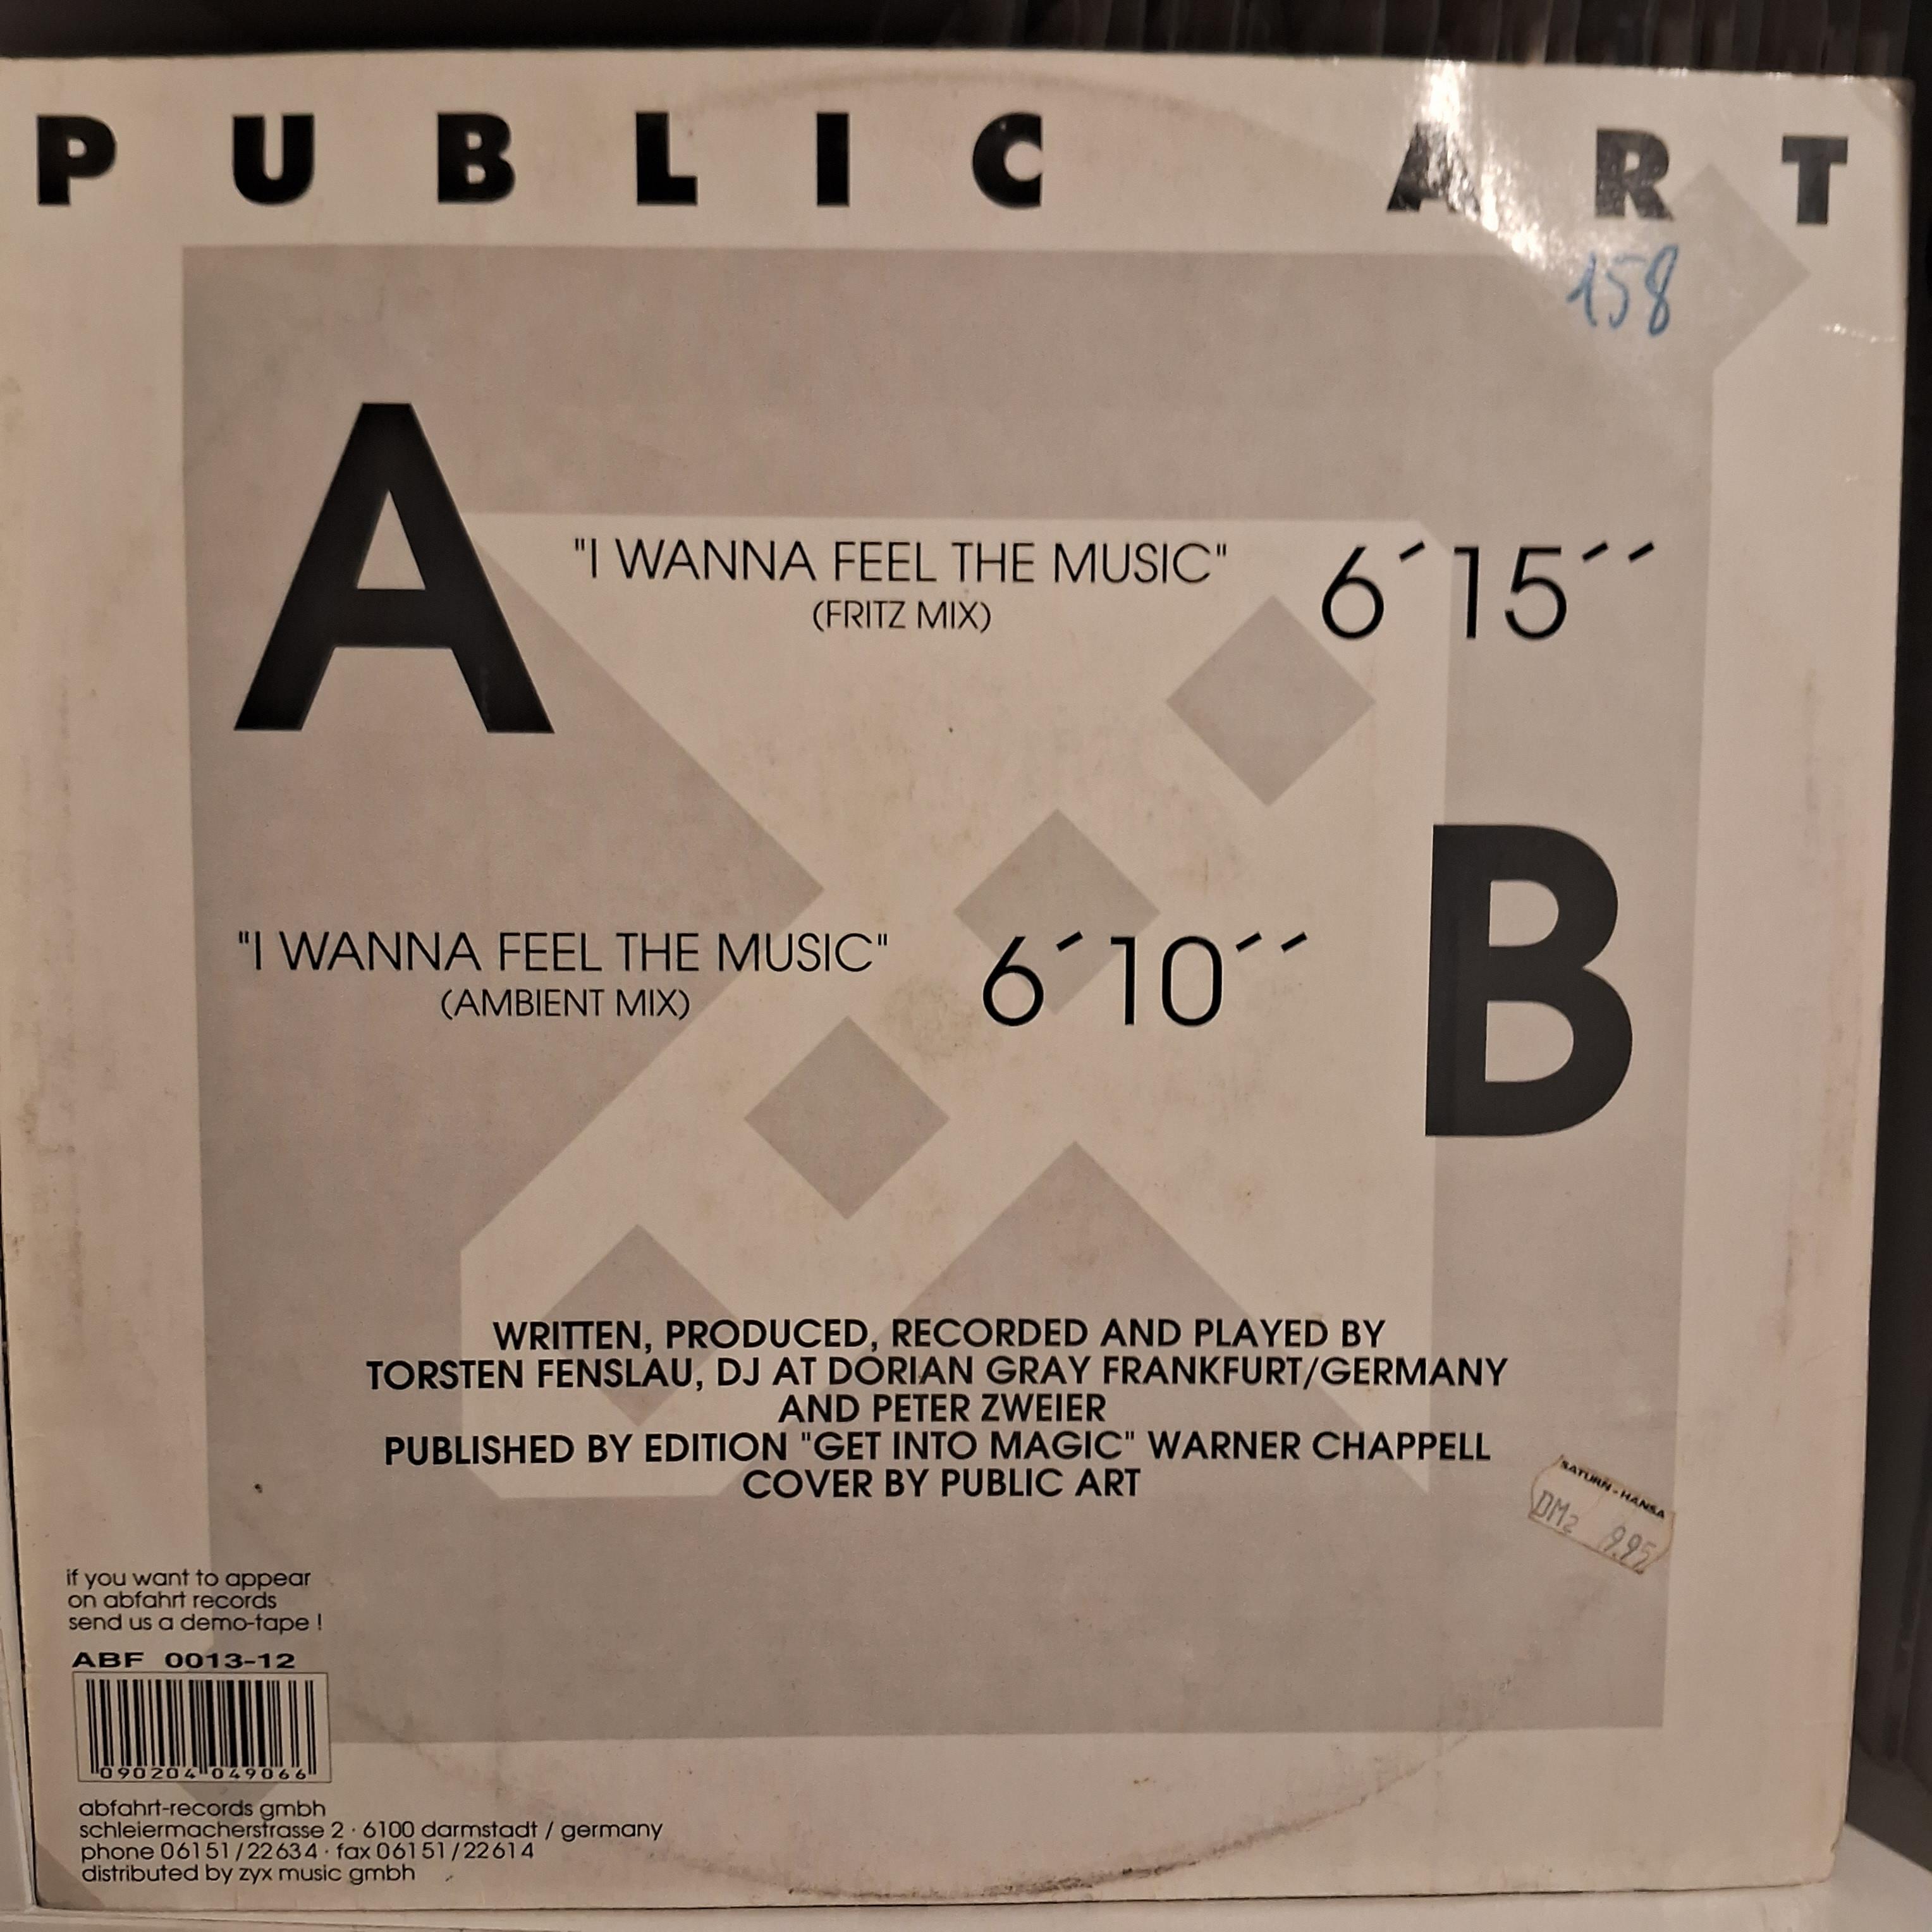 PUBLIC ART
158
A
"I WANNA FEEL THE MUSIC" 6´15´´
(FRITZ MIX)
"I WANNA FEEL THE MUSIC" 6´10´´
(AMBIENT MIX)
B
WRITTEN, PRODUCED, RECORDED AND PLAYED BY
TORSTEN FENSLAU, DJ AT DORIAN GRAY FRANKFURT/GERMANY
AND PETER ZWEIER
PUBLISHED BY EDITION "GET INTO MAGIC" WARNER CHAPPELL
COVER BY PUBLIC ART
SATURN-HANSA
DM2 9.95
if you want to appear
on abfahrt records
send us a demo-tape !
ABF 0013-12
090204 049066
abfahrt-records gmbh
schleiermacherstrasse 2 · 6100 darmstadt / germany
phone 06151/22634 · fax 06151/22614
distributed by zyx music gmbh